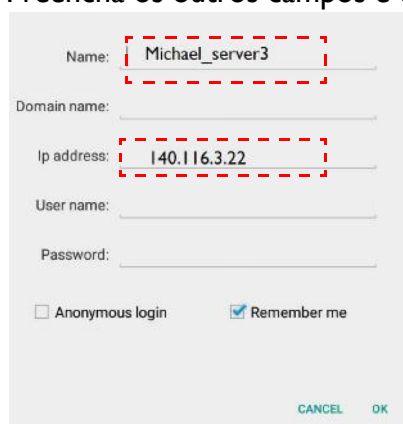 Preencha os outros campos e
Name: Michael_server3
Domain name:
Ip address: 140.116.3.22
User name:
Password:
Anonymous login Remember me
CANCEL OK